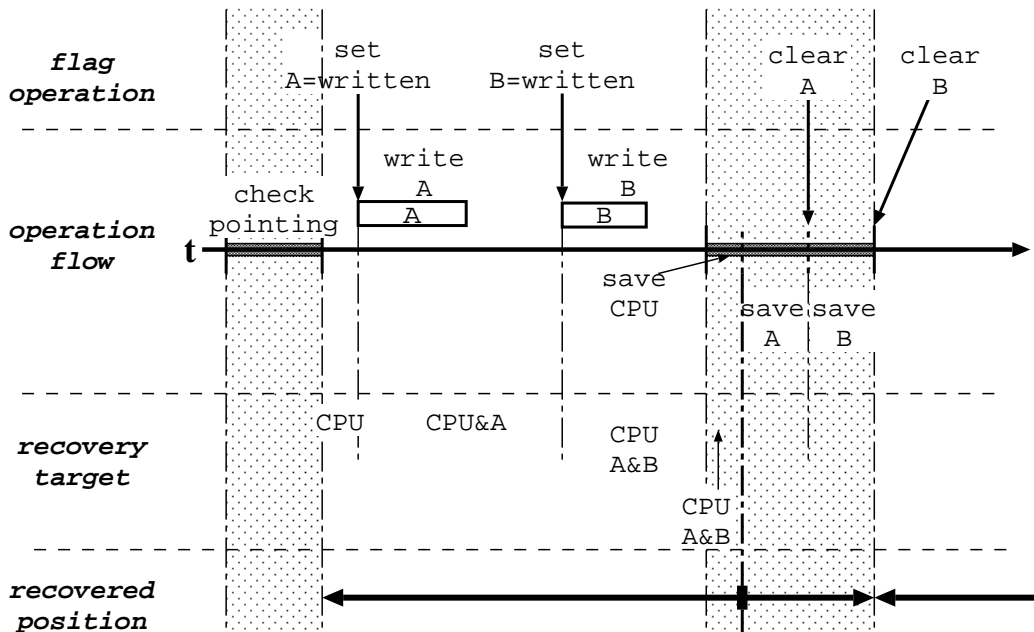 flag
operation
set
A=written
set
B=written
clear
A
clear
B
operation
flow
t
check
pointing
write
A
A
write
B
B
save
CPU
save
A
save
B
recovery
target
CPU
CPU&A
CPU
A&B
CPU
A&B
recovered
position